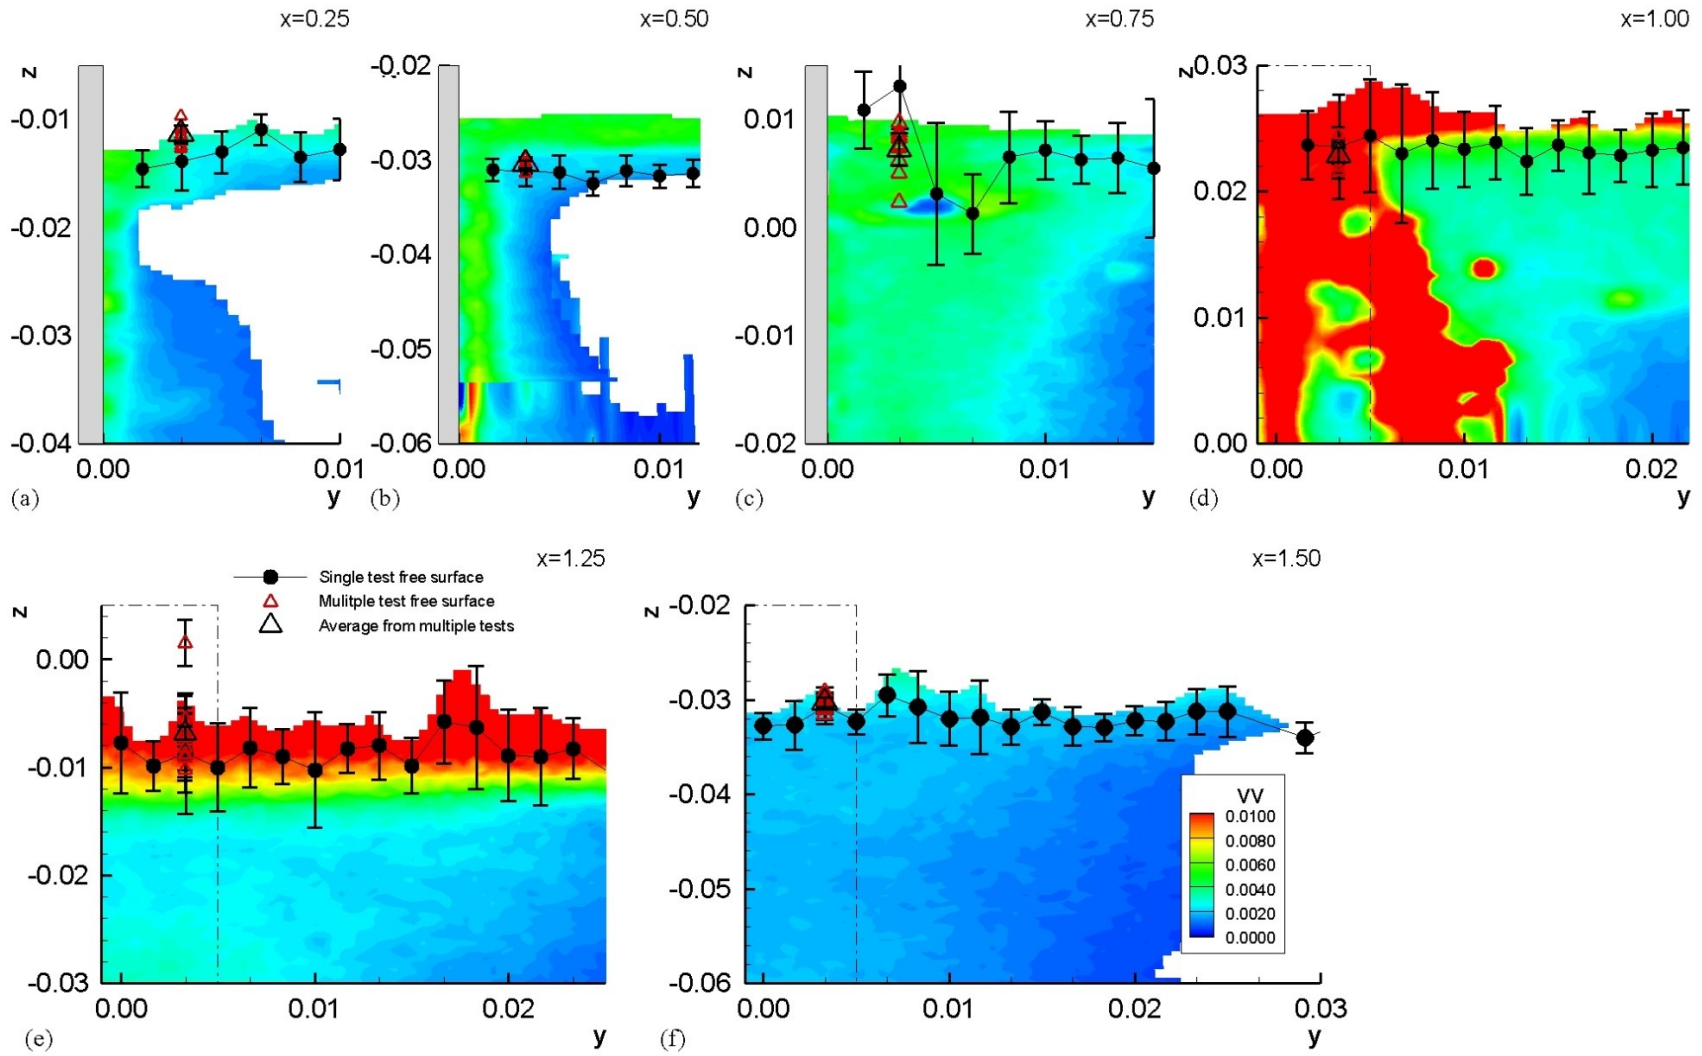 x=0.25
x=0.50
x=0.75
x=1.00
z
-0.01
-0.02
-0.03
-0.04
0.00
0.01
y
(a)
-0.02
-0.03
-0.04
-0.05
-0.06
0.00
0.01
y
(b)
z
0.01
0.00
-0.01
-0.02
0.00
0.01
y
(c)
z
0.03
0.02
0.01
0.00
0.00
0.01
0.02
y
(d)
x=1.25
Single test free surface
Mulitple test free surface
Average from multiple tests
z
0.00
-0.01
-0.02
-0.03
0.00
0.01
0.02
y
(e)
x=1.50
z
-0.02
-0.03
-0.04
-0.05
-0.06
0.00
0.01
0.02
0.03
y
(f)
VV
0.0100
0.0080
0.0060
0.0040
0.0020
0.0000